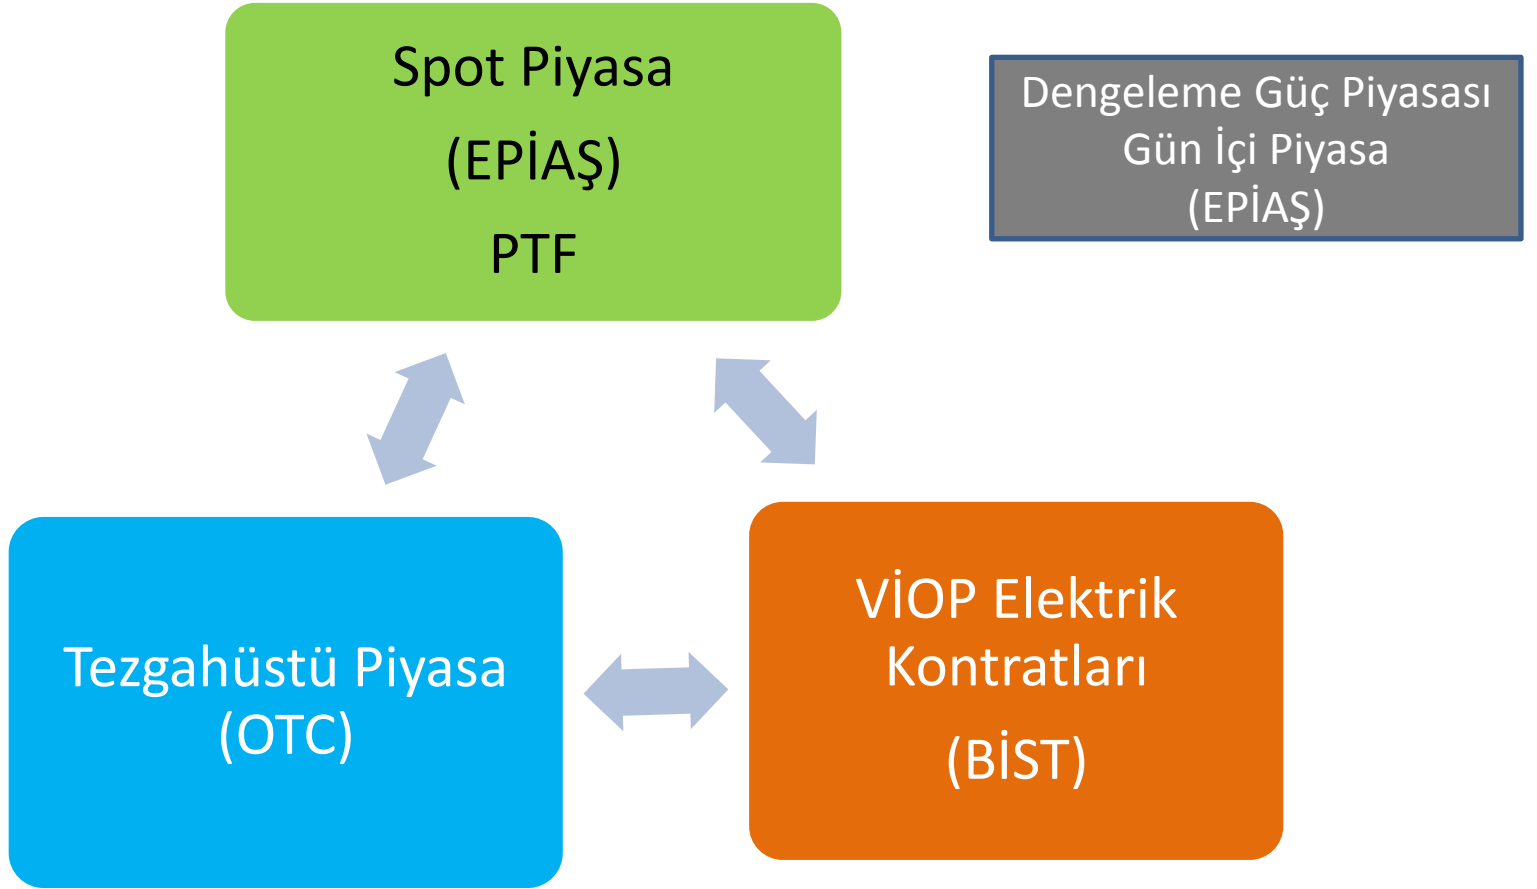 Spot Piyasa
(EPİAŞ)
PTF
Dengeleme Güç Piyasası
Gün İçi Piyasa
(EPİAŞ)
Tezgahüstü Piyasa
(OTC)
VİOP Elektrik
Kontratları
(BİST)